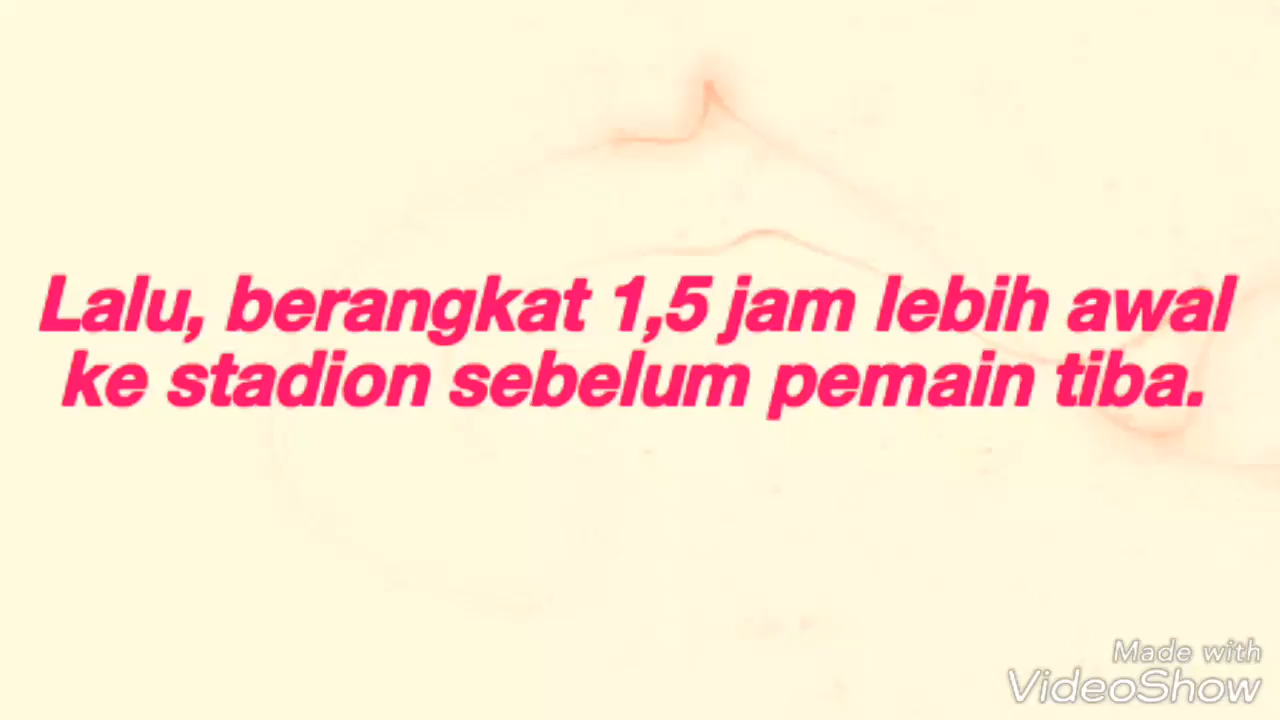 Lalu, berangkat 1,5 jam lebih awal
ke stadion sebelum pemain tiba.
Made with
VideoShow